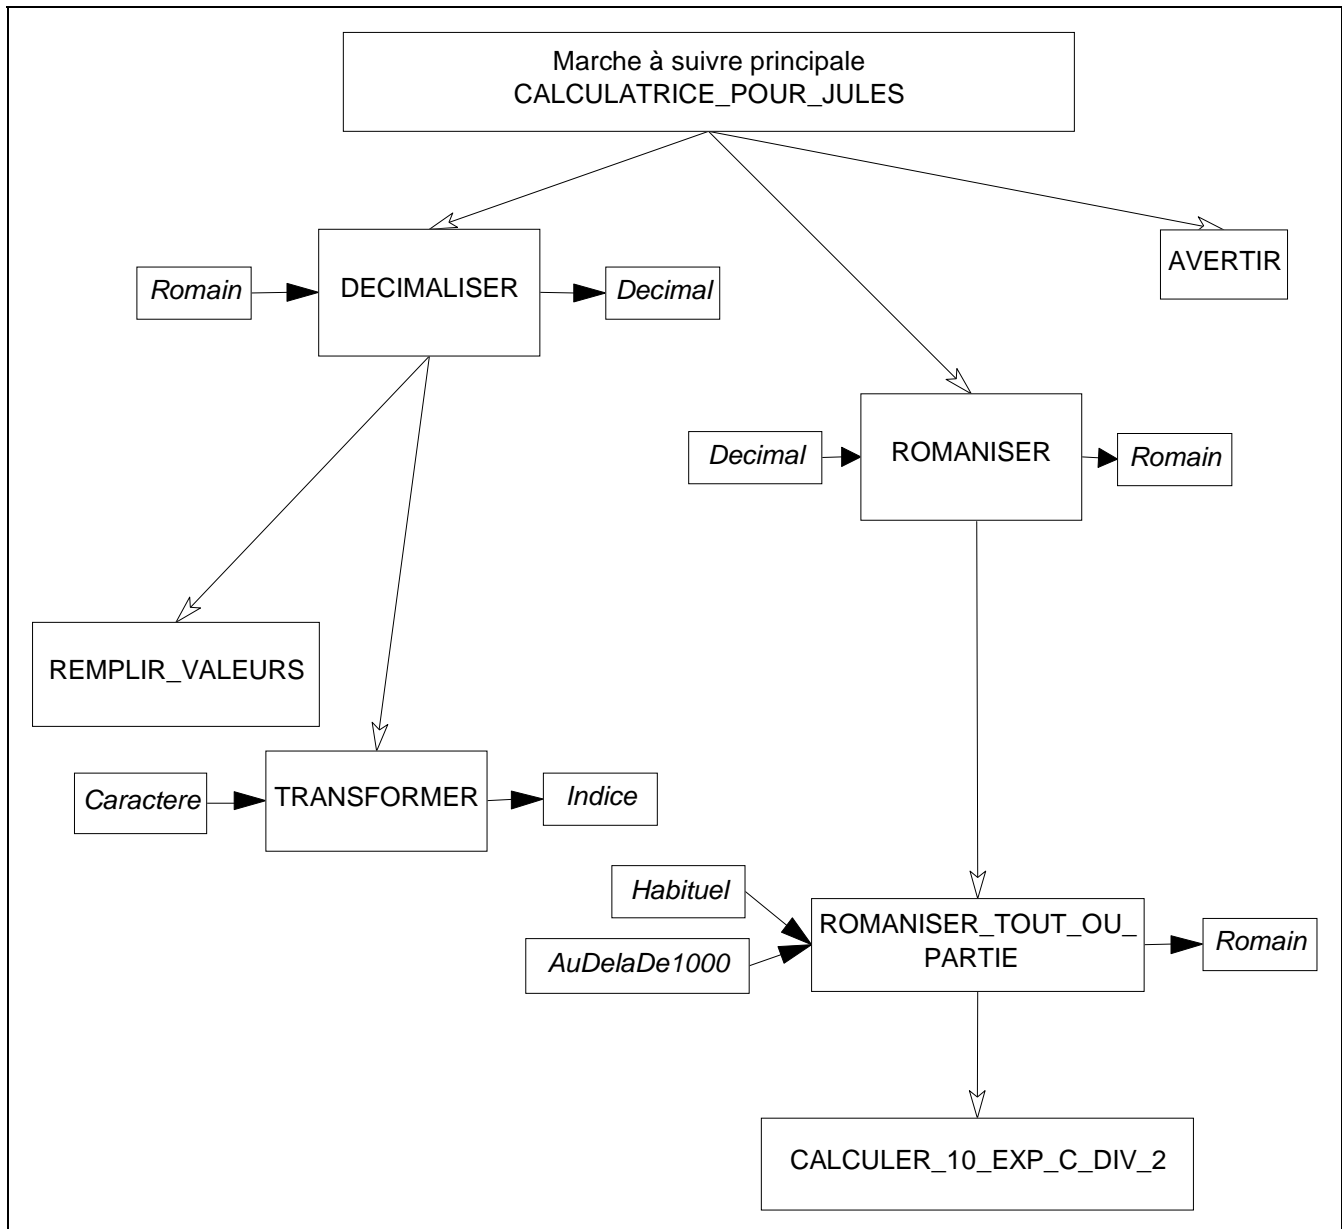 Marche à suivre principale
CALCULATRICE_POUR_JULES
DECIMALISER
AVERTIR
Romain
Decimal
Decimal
ROMANISER
Romain
REMPLIR_VALEURS
Caractere
TRANSFORMER
Indice
Habituel
AuDelaDe1000
ROMANISER_TOUT_OU_
PARTIE
Romain
CALCULER_10_EXP_C_DIV_2